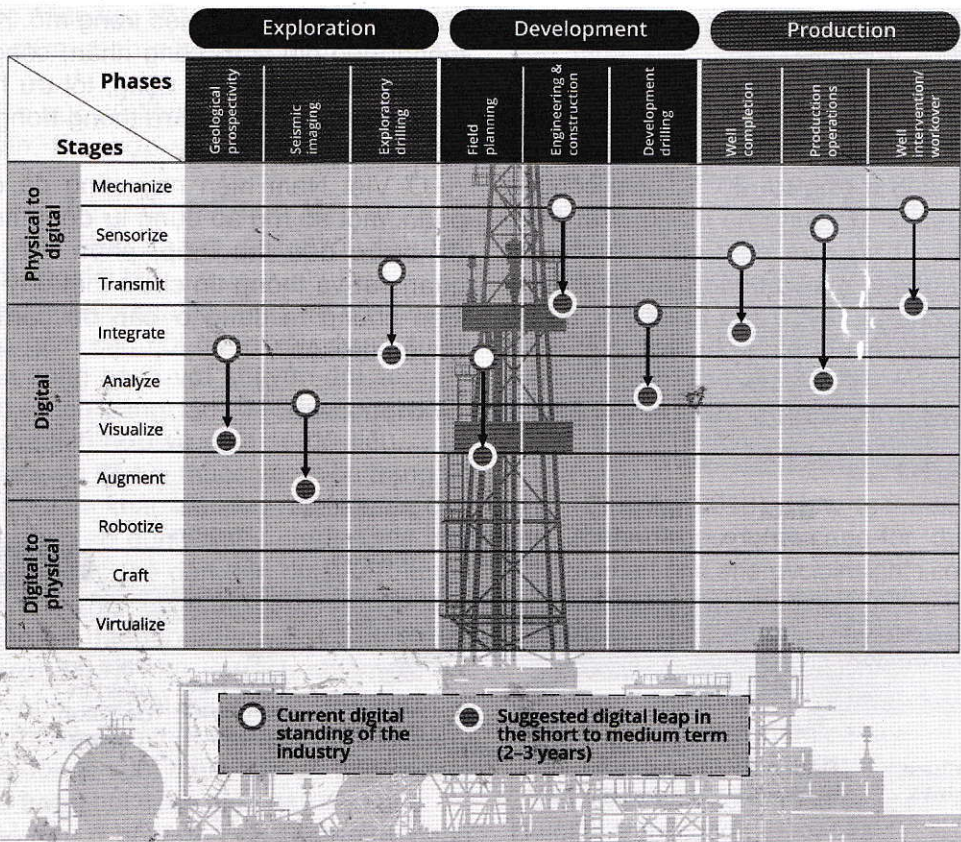 Exploration
Development
Production
Phases
Stages
Geological
prospectivity
Seismic
imaging
Exploratory
drilling
Field
planning
Engineering &
construction
Development
drilling
Well
completion
Production
operations
Well
intervention/
workover
Physical to
digital
Mechanize
Sensorize
Transmit
Digital
Integrate
Analyze
Visualize
Augment
Digital to
physical
Robotize
Craft
Virtualize
Current digital
standing of the
industry
Suggested digital leap in
the short to medium term
(2–3 years)